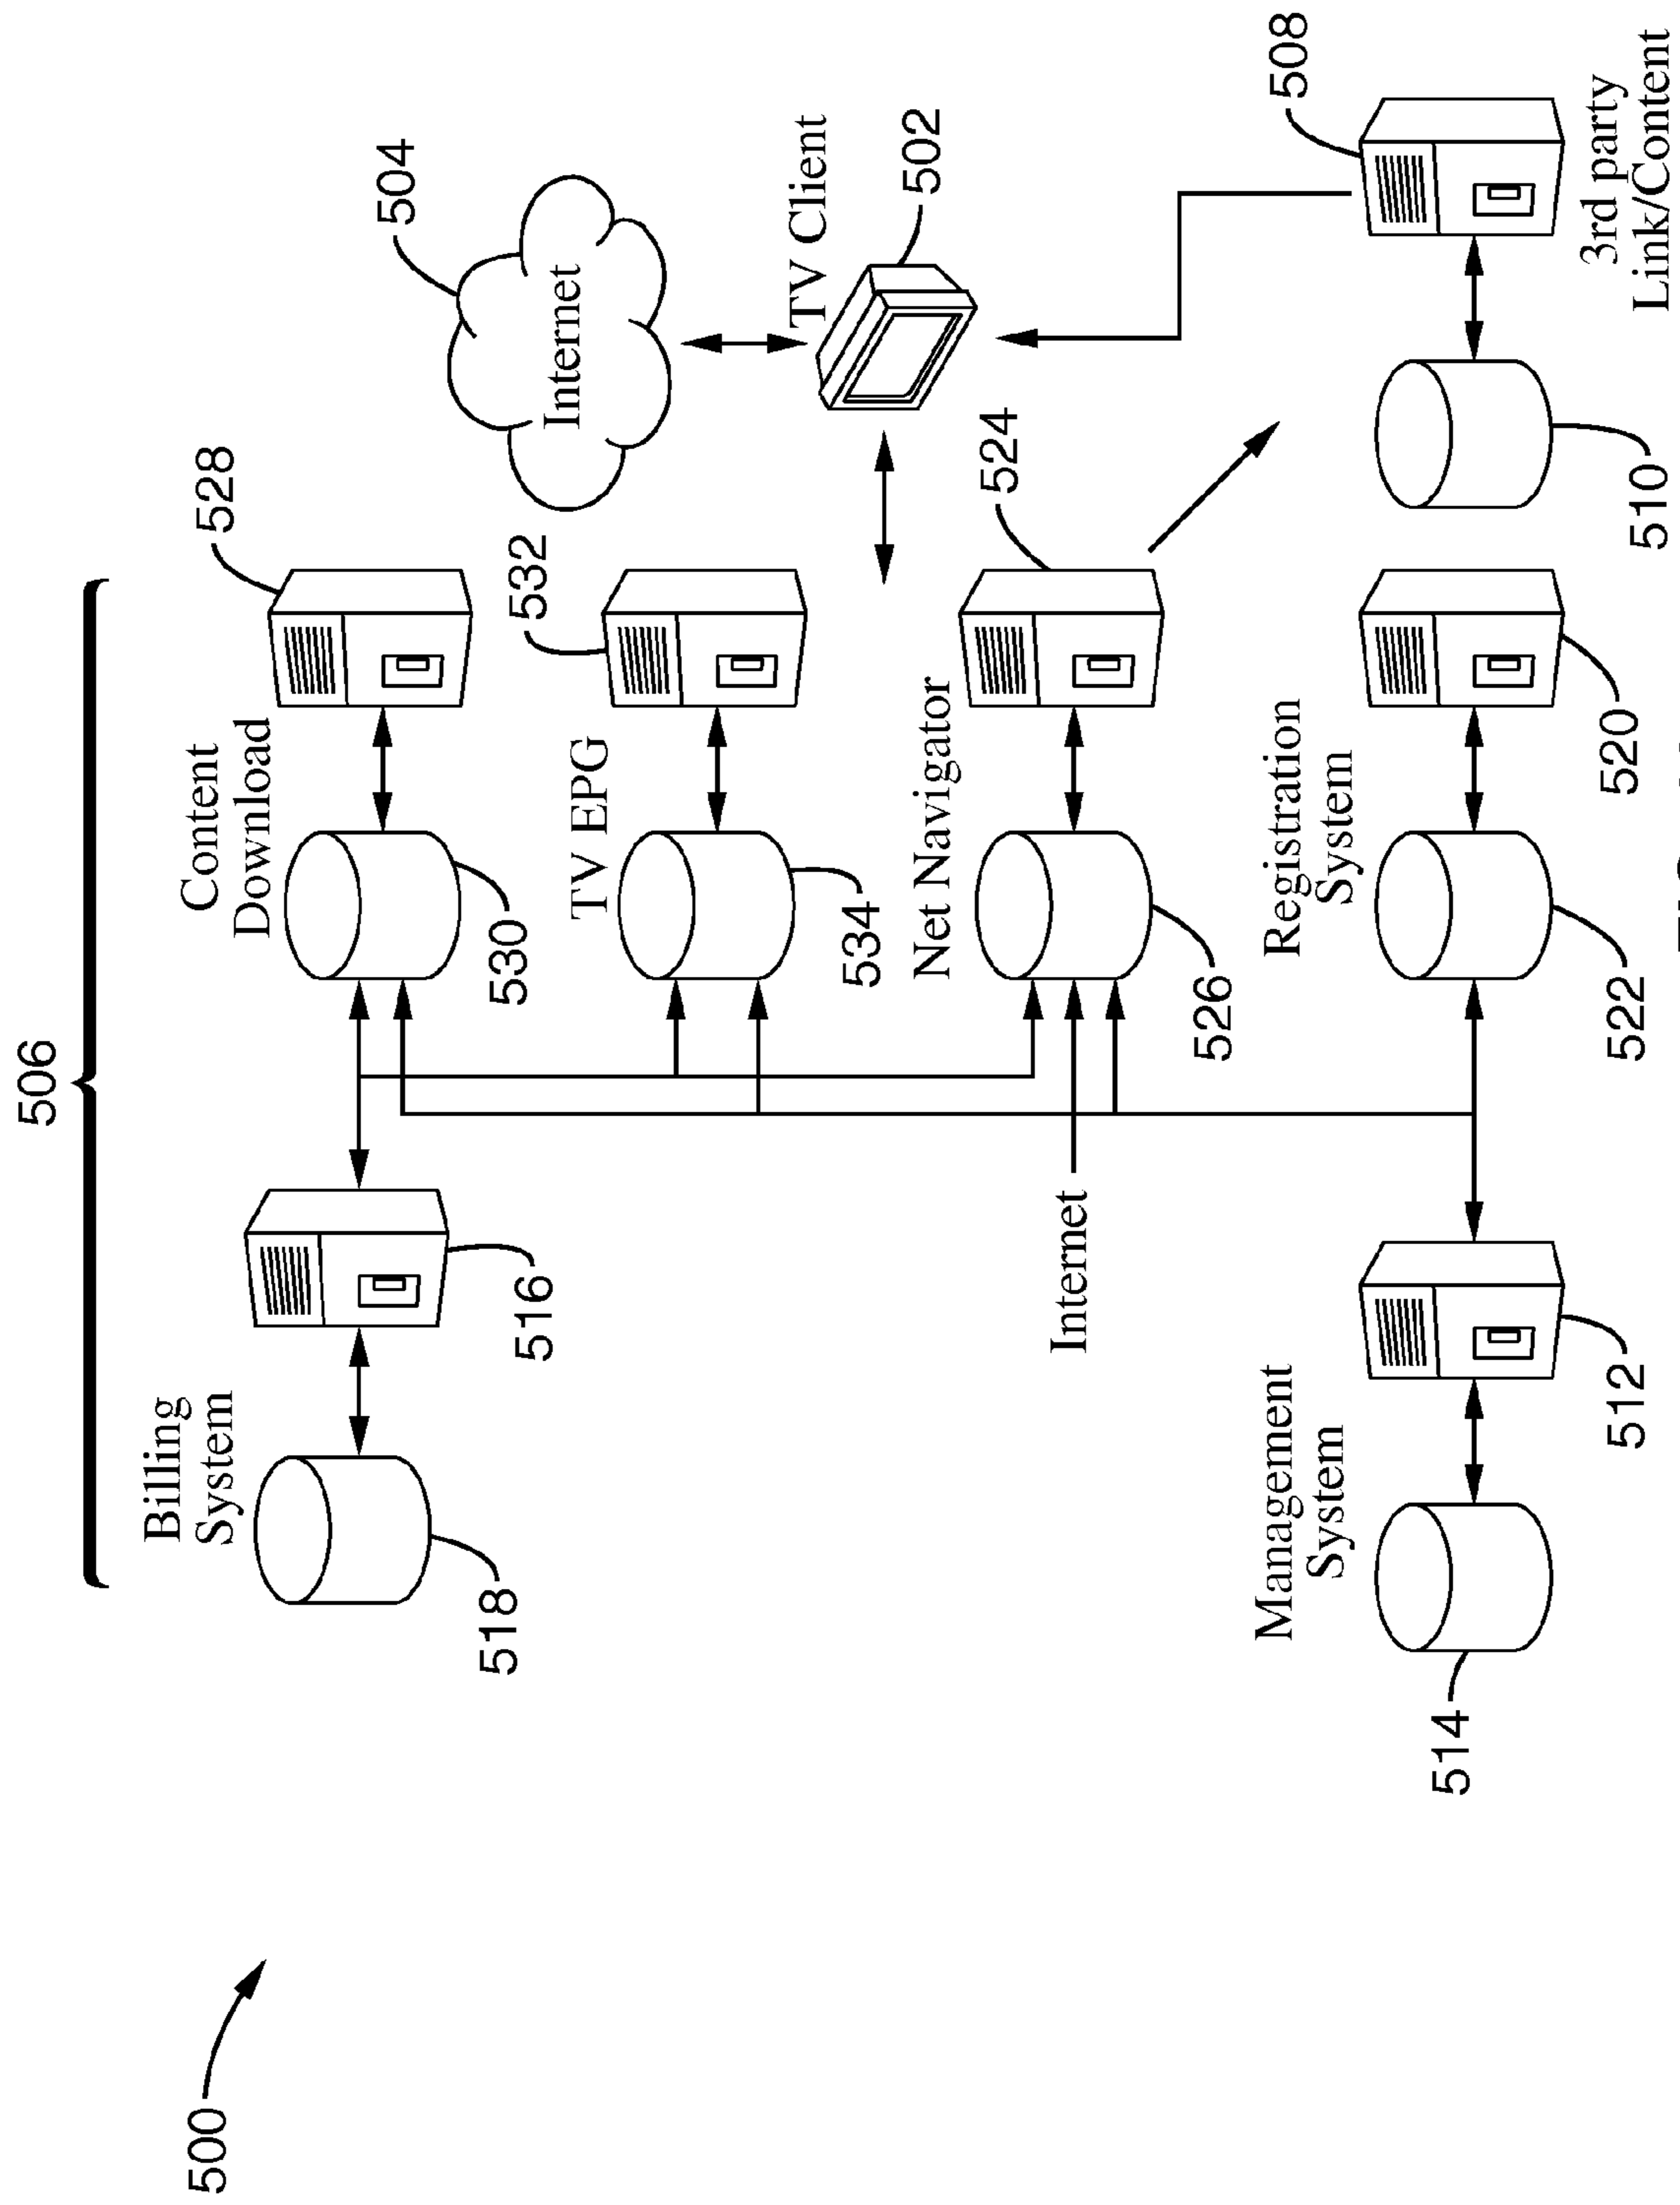 506
Billing
System
518
516
Content
Download
528
530
TV EPG
532
534
Net Navigator
524
526
Internet
Internet
504
TV Client
502
Management
System
514
512
Registration
System
522
520
508
510
3rd party
Link/Content
500